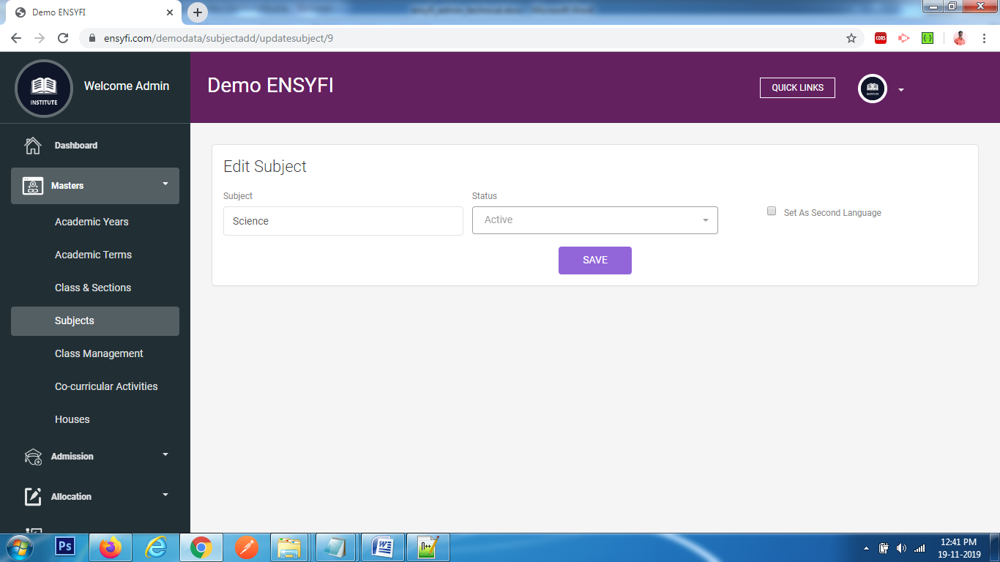 Demo ENSYFI
ensyfi.com/demodata/subjectadd/updatesubject/9
CORS
INSTITUTE
Welcome Admin
Demo ENSYFI
QUICK LINKS
INSTITUTE
Dashboard
Masters
Academic Years
Academic Terms
Class & Sections
Subjects
Class Management
Co-curricular Activities
Houses
Admission
Allocation
Edit Subject
Subject
Status
Science
Active
Set As Second Language
SAVE
Ps
12:41 PM
19-11-2019